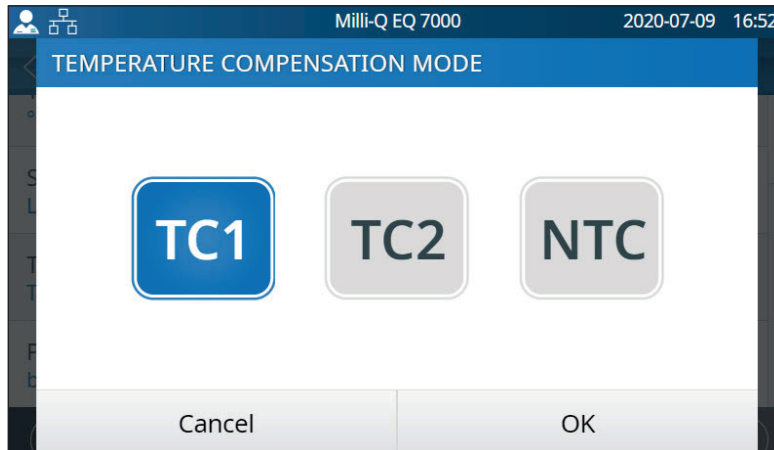 Milli-Q EQ 7000 2020-07-09 16:52
TEMPERATURE COMPENSATION MODE
TC1 TC2 NTC
Cancel OK